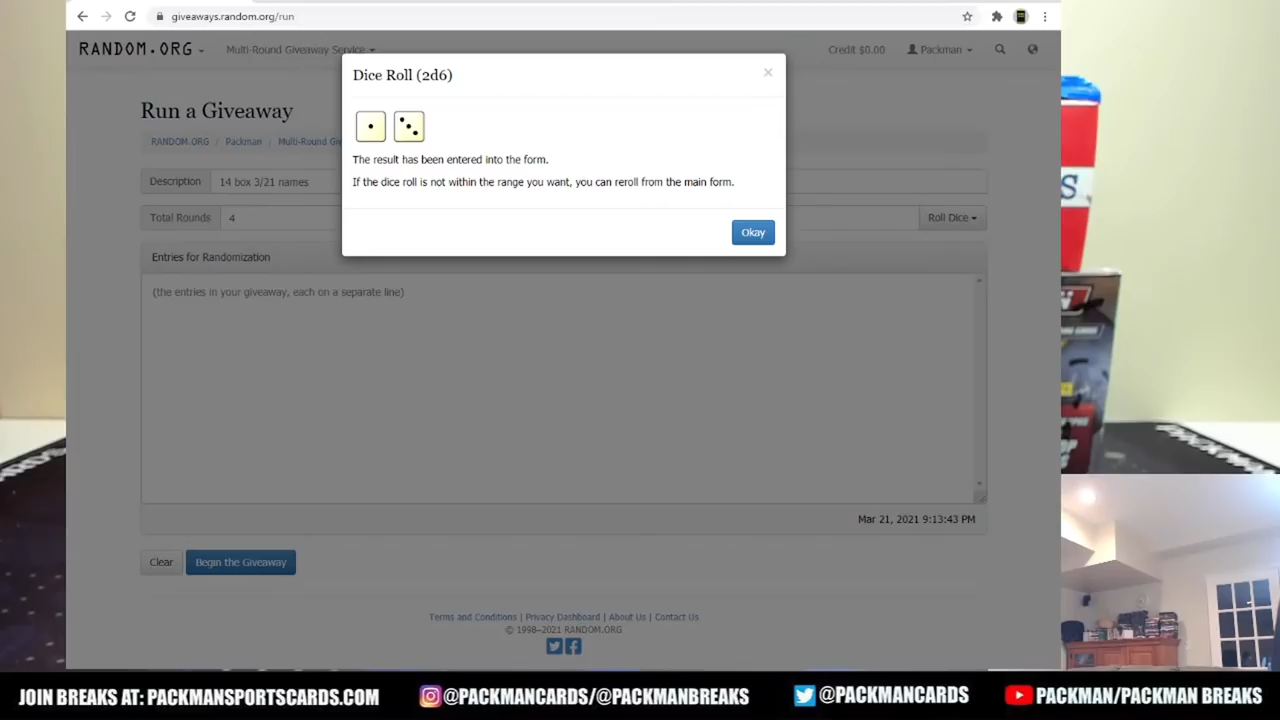 giveaways.random.org/run
RANDOM.ORG
Multi-Round Giveaway Service
Credit $0.00
Packman
Dice Roll (2d6)
×
The result has been entered into the form.
If the dice roll is not within the range you want, you can reroll from the main form.
Okay
Run a Giveaway
RANDOM.ORG / Packman / Multi-Round Gi
Description
14 box 3/21 names
Total Rounds
4
Roll Dice
Entries for Randomization
(the entries in your giveaway, each on a separate line)
Mar 21, 2021 9:13:43 PM
Clear
Begin the Giveaway
Terms and Conditions | Privacy Dashboard | About Us | Contact Us
© 1998–2021 RANDOM.ORG
JOIN BREAKS AT: PACKMANSPORTSCARDS.COM
@PACKMANCARDS/@PACKMANBREAKS
@PACKMANCARDS
PACKMAN/PACKMAN BREAKS